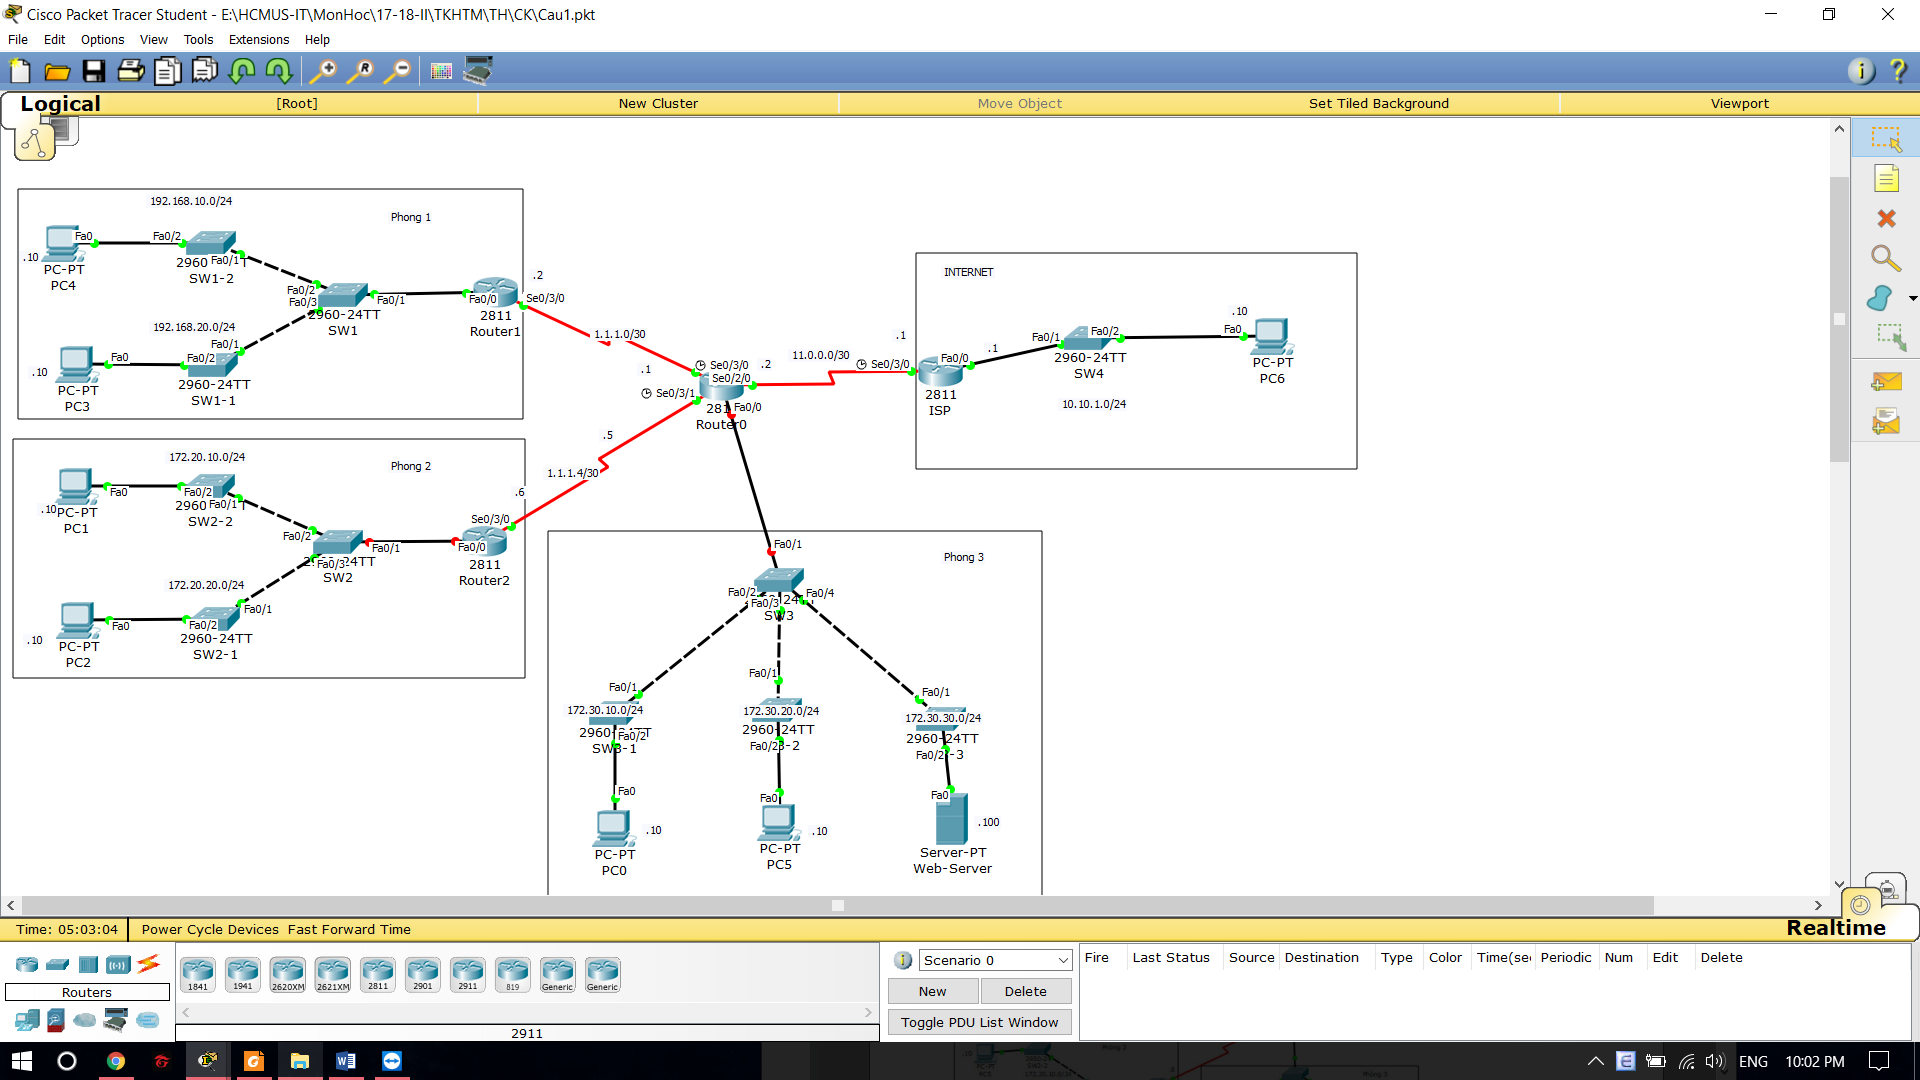 Cisco Packet Tracer Student - E:\HCMUS-IT\MonHoc\17-18-II\TKHTM\TH\CK\Cau1.pkt
File Edit Options View Tools Extensions Help
Logical [Root] New Cluster Move Object Set Tiled Background Viewport
192.168.10.0/24
Phong 1
Fa0 Fa0/2
.10
2960 Fa0/1 T
PC-PT
PC4
SW1-2
Fa0/2
Fa0/3
Fa0/1
2960-24TT
SW1
Fa0/0
.2
Se0/3/0
2811
Router1
192.168.20.0/24
Fa0/1
Fa0 Fa0/2
.10
PC-PT
PC3
2960-24TT
SW1-1
1.1.1.0/30
.1
Se0/3/0
Se0/2/0
.2
Se0/3/1
281
Fa0/0
Router0
11.0.0.0/30
.5
1.1.1.4/30
INTERNET
.1
Se0/3/0
Fa0/0
.1
2811
ISP
Fa0/1 Fa0/2
2960-24TT
SW4
10.10.1.0/24
.10
Fa0
PC-PT
PC6
172.20.10.0/24
Phong 2
Fa0 Fa0/2
2960 Fa0/1 T
.10
PC-PT
PC1
SW2-2
Fa0/2
Fa0/1
Fa0/3
24TT
SW2
.6
Se0/3/0
Fa0/0
2811
Router2
172.20.20.0/24
Fa0/1
Fa0 Fa0/2
.10
PC-PT
PC2
2960-24TT
SW2-1
Fa0/1
Phong 3
Fa0/2
Fa0/3
Fa0/4
SW3
Fa0/1
172.30.10.0/24
2960
Fa0/2
SW3-1
Fa0
.10
PC-PT
PC0
Fa0/1
172.30.20.0/24
2960-24TT
Fa0/2 3-2
Fa0
.10
PC-PT
PC5
Fa0/1
172.30.30.0/24
2960-24TT
Fa0/2 -3
Fa0
.100
Server-PT
Web-Server
Realtime
Time: 05:03:04 Power Cycle Devices Fast Forward Time
Routers
1841 1941 2620XM 2621XM 2811 2901 2911 819 Generic Generic
2911
Scenario 0
New Delete
Toggle PDU List Window
Fire Last Status Source Destination Type Color Time(sec Periodic Num Edit Delete
ENG 10:02 PM